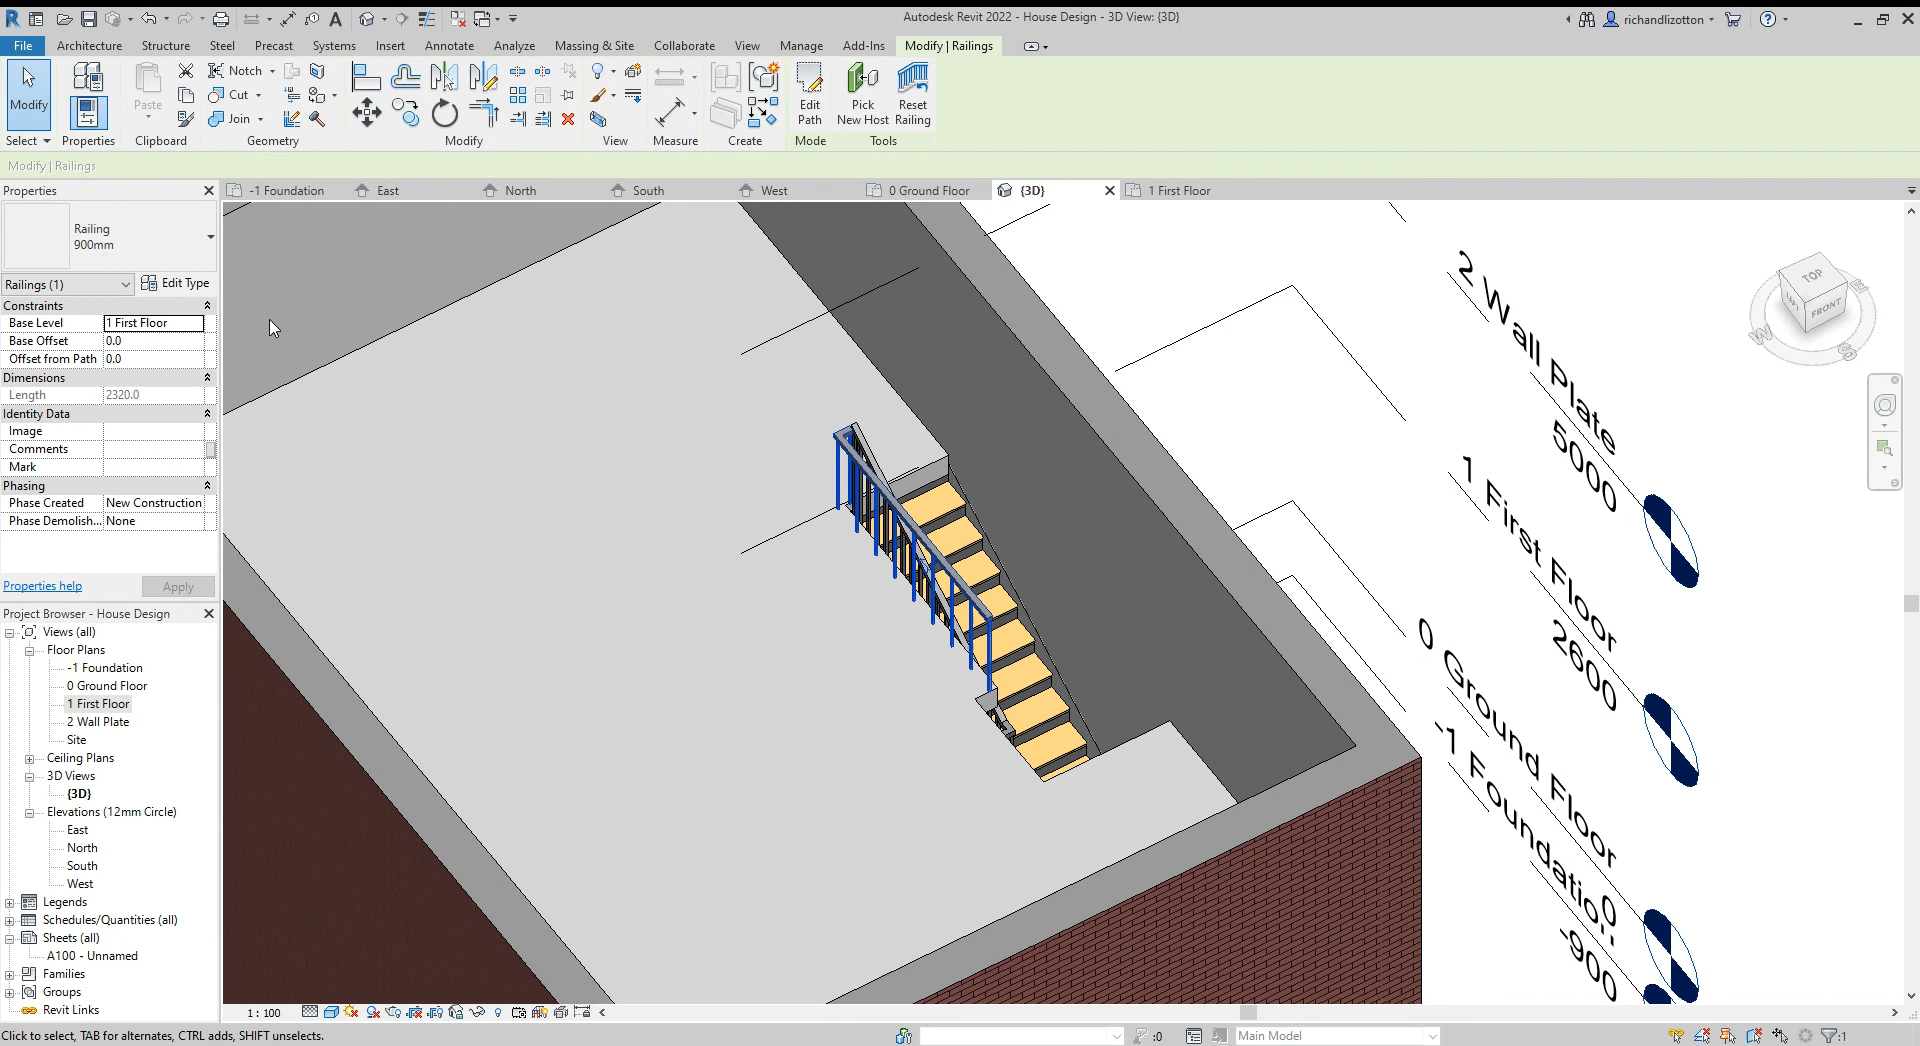 Autodesk Revit 2022 - House Design - 3D View: {3D}
richandlizotton
File Architecture Structure Steel Precast Systems Insert Annotate Analyze Massing & Site Collaborate View Manage Add-Ins Modify | Railings
Modify
Paste
Notch
Cut
Join
Edit Path
Pick New Host
Reset Railing
Select Properties Clipboard Geometry Modify View Measure Create Mode Tools
Modify | Railings
Properties
-1 Foundation East North South West 0 Ground Floor {3D} 1 First Floor
Railing
900mm
Railings (1) Edit Type
Constraints
Base Level 1 First Floor
Base Offset 0.0
Offset from Path 0.0
Dimensions
Length 2320.0
Identity Data
Image
Comments
Mark
Phasing
Phase Created New Construction
Phase Demolish... None
Properties help Apply
Project Browser - House Design
Views (all)
Floor Plans
-1 Foundation
0 Ground Floor
1 First Floor
2 Wall Plate
Site
Ceiling Plans
3D Views
{3D}
Elevations (12mm Circle)
East
North
South
West
Legends
Schedules/Quantities (all)
Sheets (all)
A100 - Unnamed
Families
Groups
Revit Links
TOP
LEFT
FRONT
E
W
S
2 Wall Plate
5000
1 First Floor
2600
0 Ground Floor
0
-1 Foundation
-900
1 : 100
Click to select, TAB for alternates, CTRL adds, SHIFT unselects.
:0
Main Model
:1